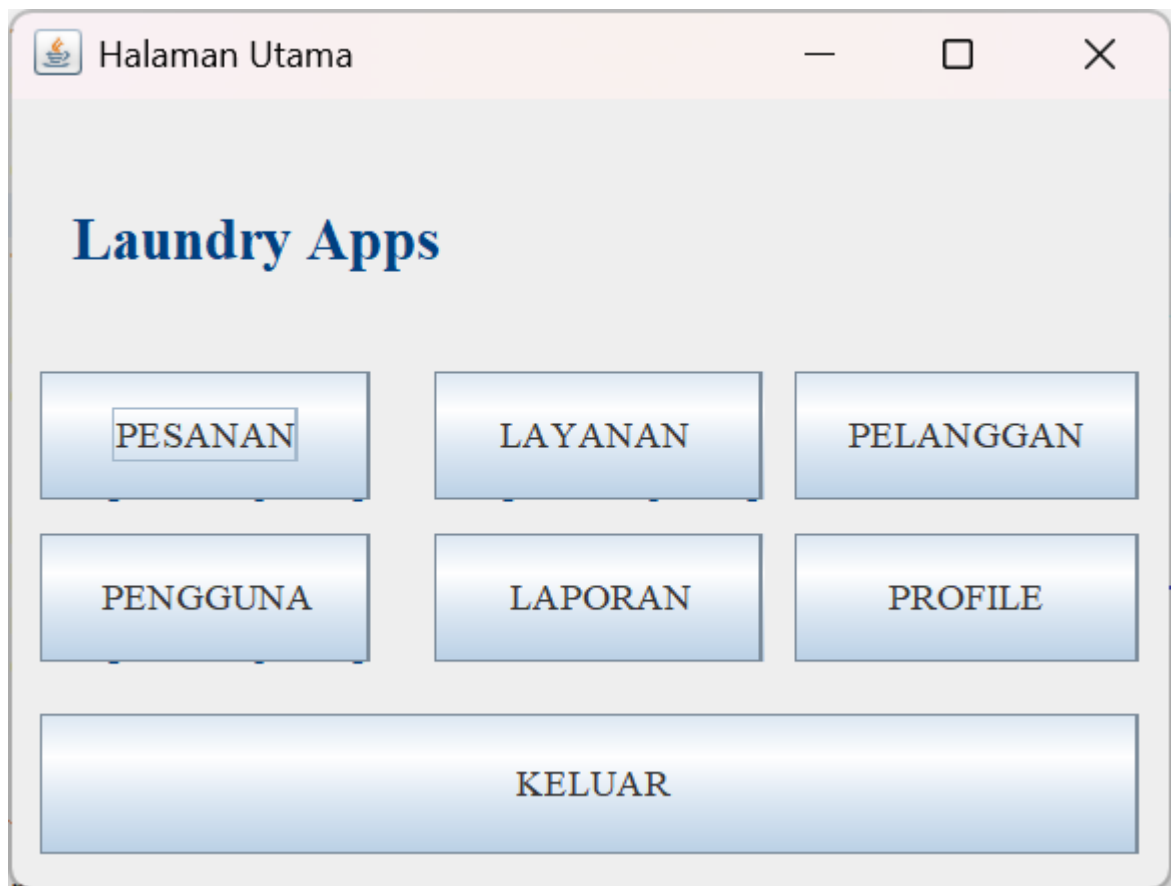 Halaman Utama
Laundry Apps
PESANAN LAYANAN PELANGGAN
PENGGUNA LAPORAN PROFILE
KELUAR